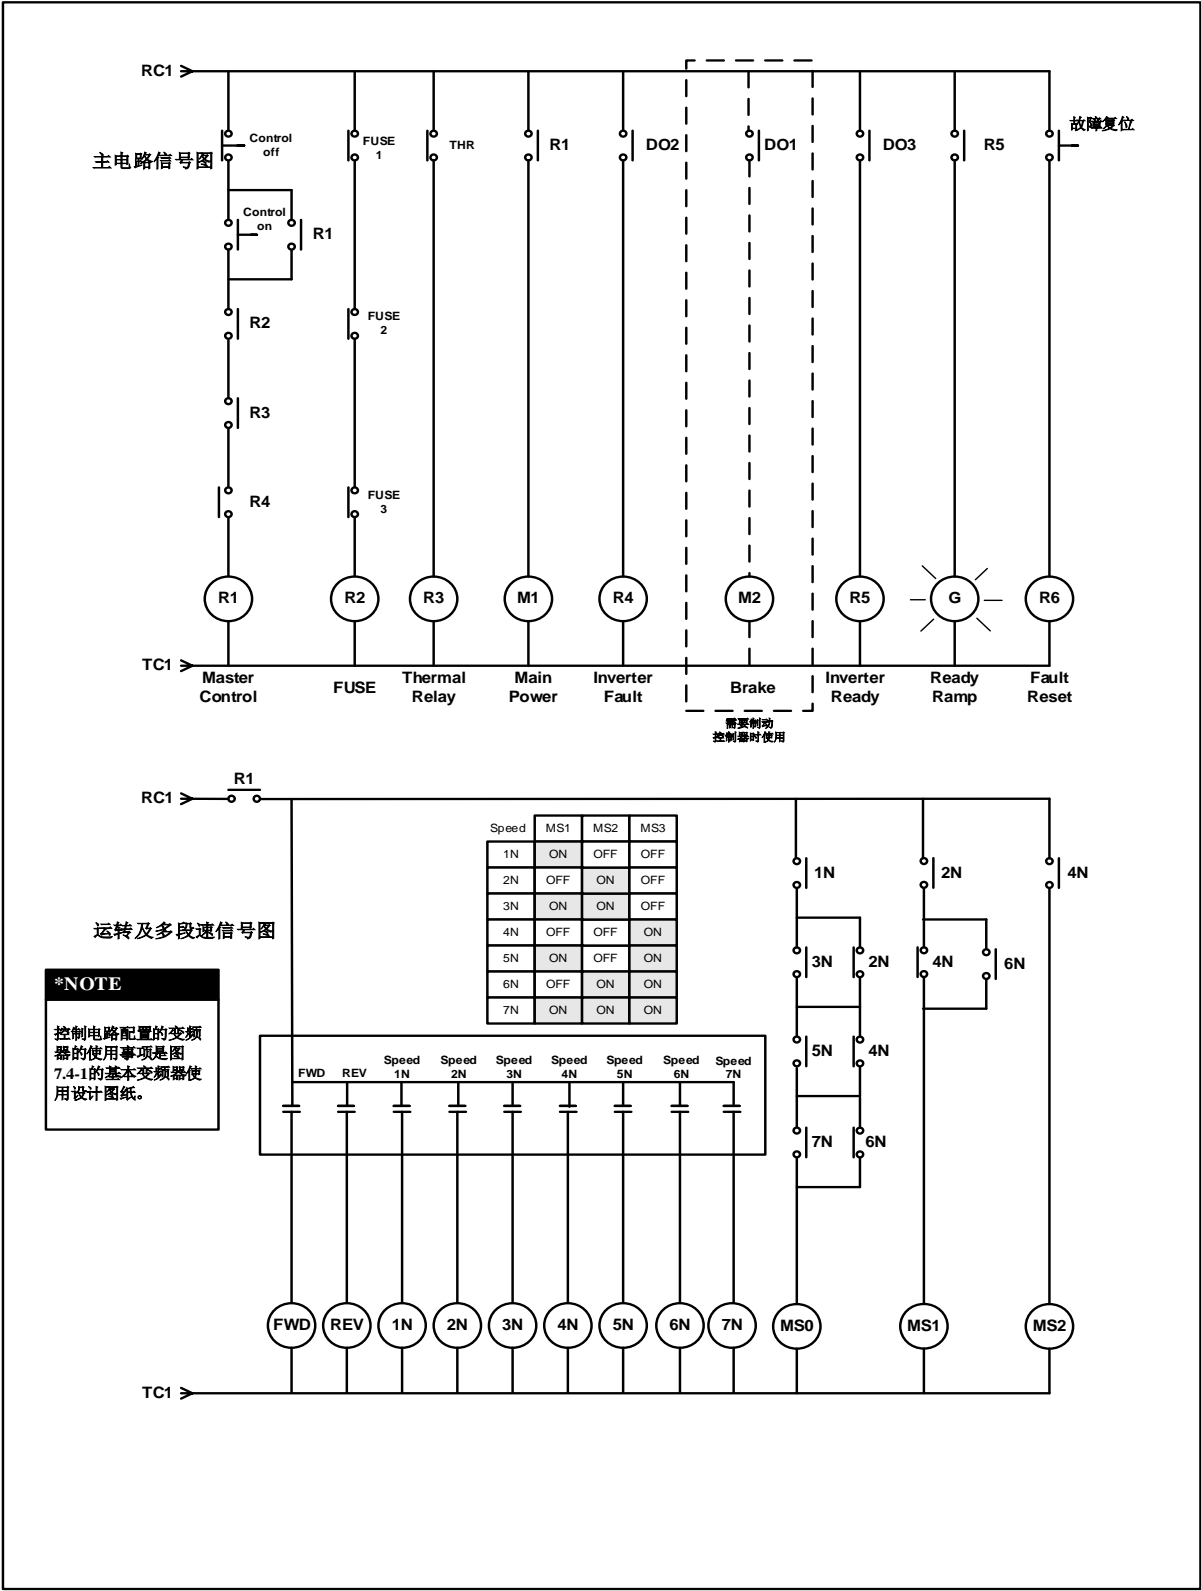 RC1
主电路信号图
Control
off
FUSE
1
THR
R1
DO2
DO1
DO3
R5
故障复位
Control
on
R1
R2
FUSE
2
R3
R4
FUSE
3
R1
R2
R3
M1
R4
M2
R5
G
R6
TC1
Master
Control
FUSE
Thermal
Relay
Main
Power
Inverter
Fault
Brake
Inverter
Ready
Ready
Ramp
Fault
Reset
需要制动
控制器时使用
RC1
R1
运转及多段速信号图
Speed MS1 MS2 MS3
1N ON OFF OFF
2N OFF ON OFF
3N ON ON OFF
4N OFF OFF ON
5N ON OFF ON
6N OFF ON ON
7N ON ON ON
1N
2N
4N
3N
2N
4N
6N
5N
4N
7N
6N
*NOTE
控制电路配置的变频
器的使用事项是图
7.4-1的基本变频器使
用设计图纸。
FWD
REV
Speed
1N
Speed
2N
Speed
3N
Speed
4N
Speed
5N
Speed
6N
Speed
7N
FWD
REV
1N
2N
3N
4N
5N
6N
7N
MS0
MS1
MS2
TC1